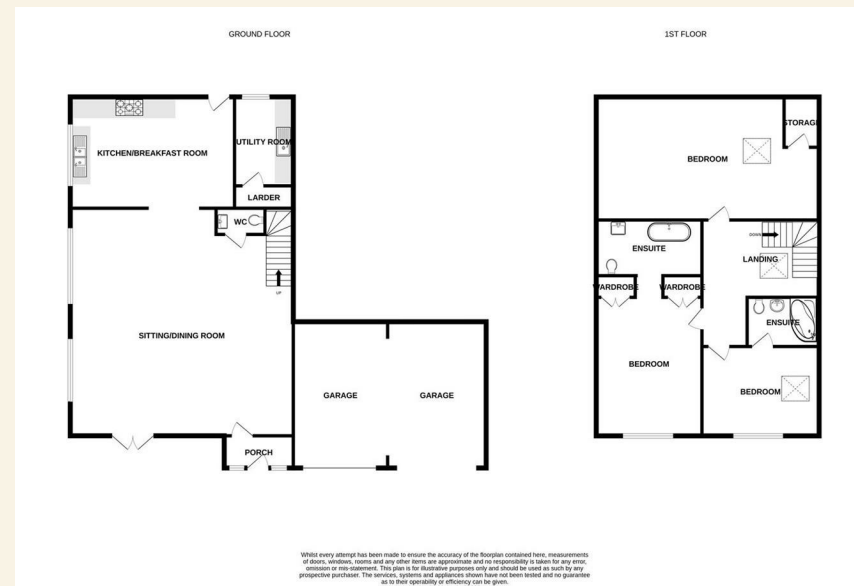 GROUND FLOOR
1ST FLOOR
KITCHEN/BREAKFAST ROOM
UTILITY ROOM
LARDER
WC
UP
SITTING/DINING ROOM
PORCH
GARAGE
GARAGE
BEDROOM
STORAGE
DOWN
LANDING
ENSUITE
WARDROBE
WARDROBE
ENSUITE
BEDROOM
BEDROOM
Whilst every attempt has been made to ensure the accuracy of the floorplan contained here, measurements
of doors, windows, rooms and any other items are approximate and no responsibility is taken for any error,
omission or mis-statement. This plan is for illustrative purposes only and should be used as such by any
prospective purchaser. The services, systems and appliances shown have not been tested and no guarantee
as to their operability or efficiency can be given.